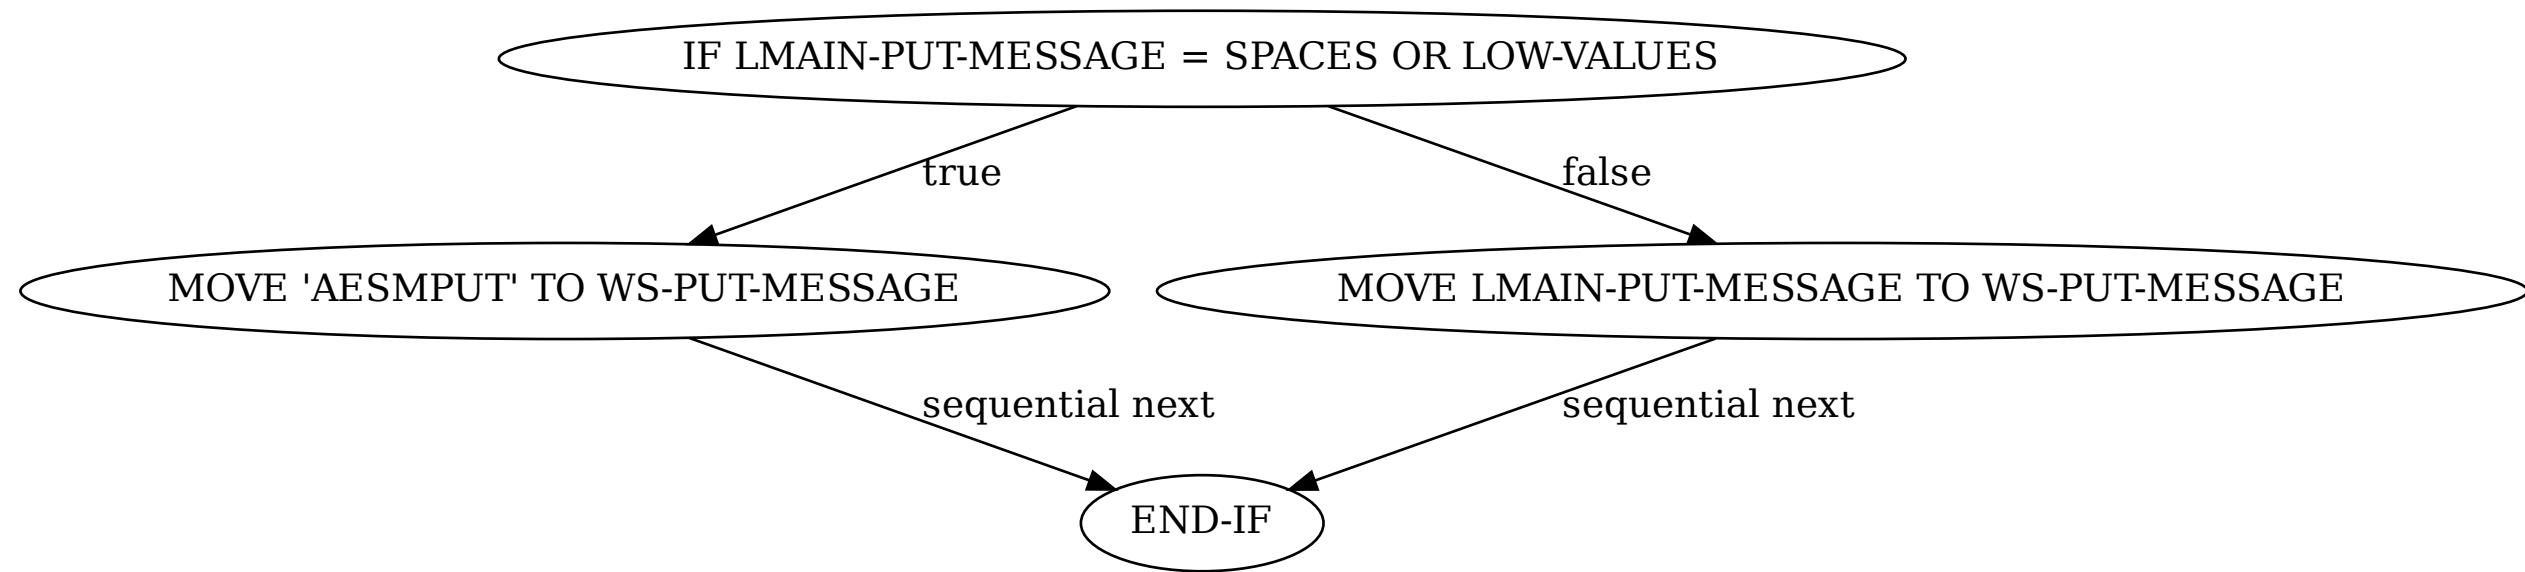 IF LMAIN-PUT-MESSAGE = SPACES OR LOW-VALUES
true
false
MOVE 'AESMPUT' TO WS-PUT-MESSAGE
MOVE LMAIN-PUT-MESSAGE TO WS-PUT-MESSAGE
sequential next
sequential next
END-IF